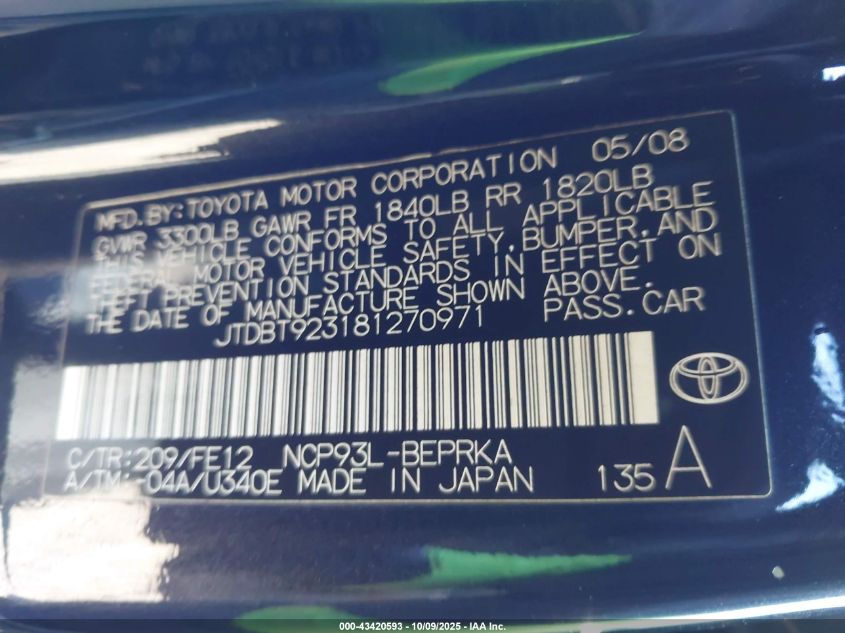 MFD. BY: TOYOTA MOTOR CORPORATION 05/08
GVWR 3300LB GAWR FR 1840LB RR 1820LB
THIS VEHICLE CONFORMS TO ALL APPLICABLE
FEDERAL MOTOR VEHICLE SAFETY, BUMPER, AND
THEFT PREVENTION STANDARDS IN EFFECT ON
THE DATE OF MANUFACTURE SHOWN ABOVE.
JTDBT923181270971 PASS. CAR
C/TR: 209/FE12 NCP93L-BEPRKA
A/TM: -04A/U340E MADE IN JAPAN 135 A
000-43420593 - 10/09/2025 - IAA Inc.